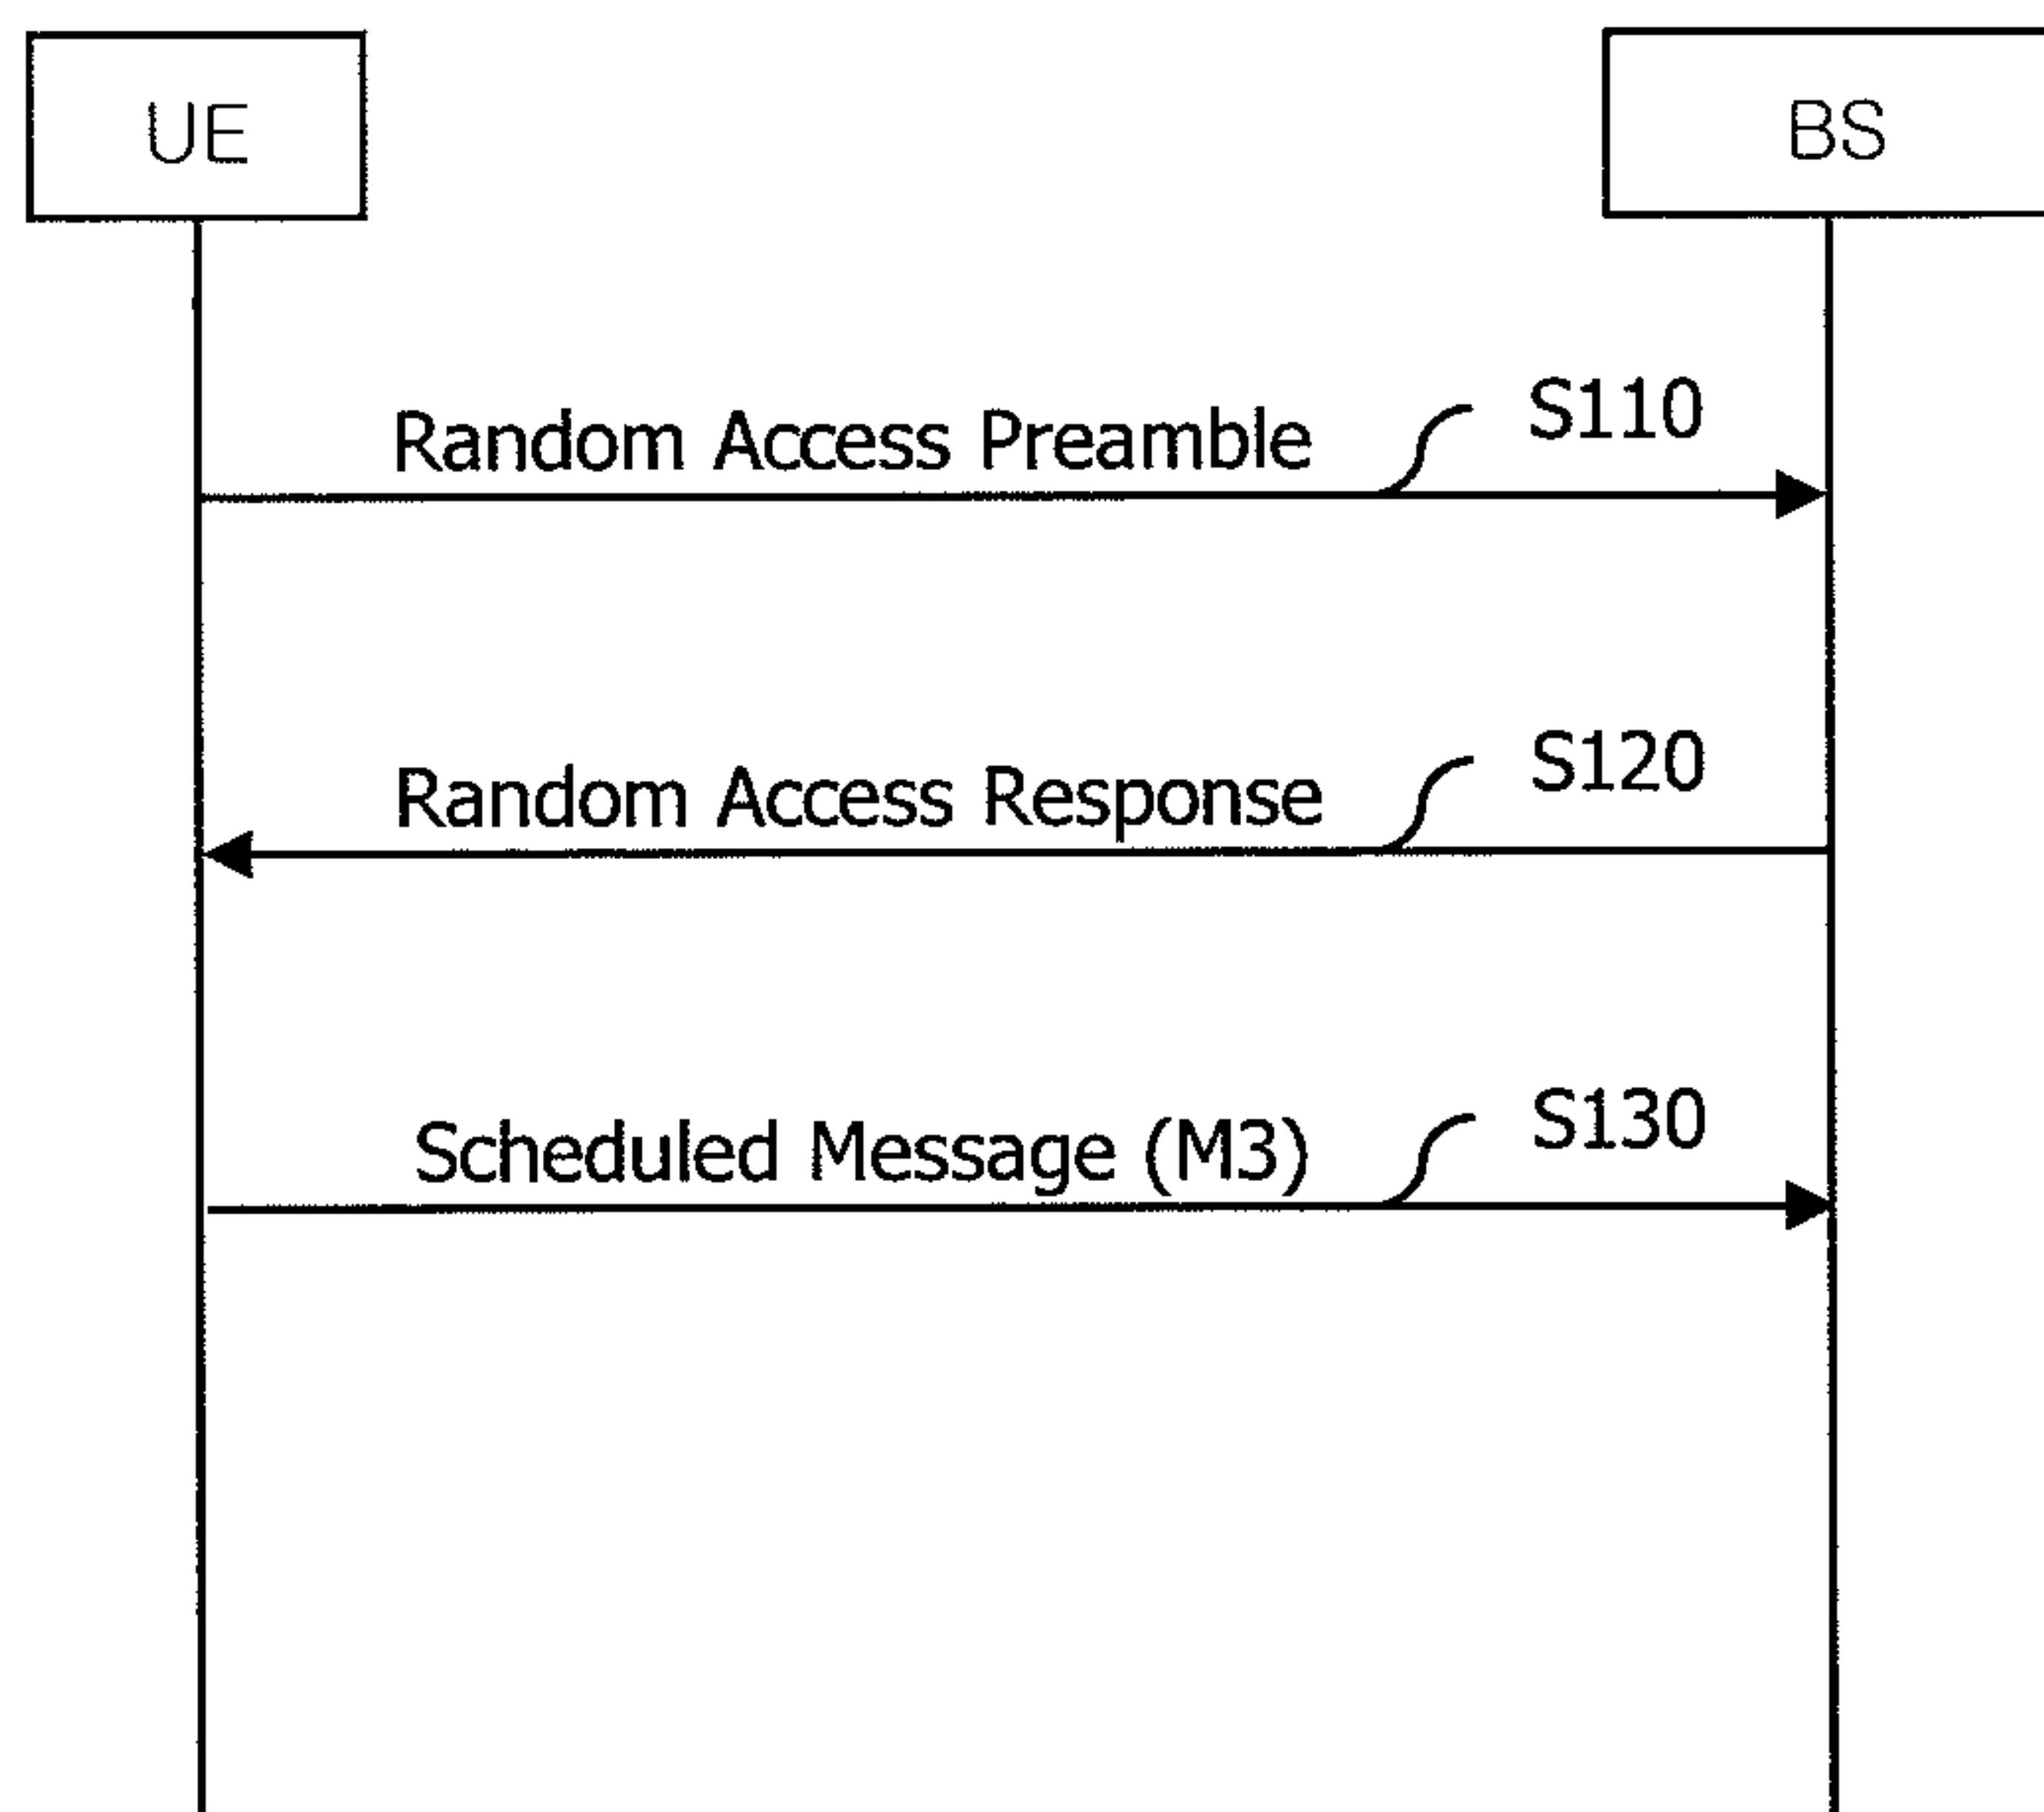 UE
BS
Random Access Preamble
S110
Random Access Response
S120
Scheduled Message (M3)
S130